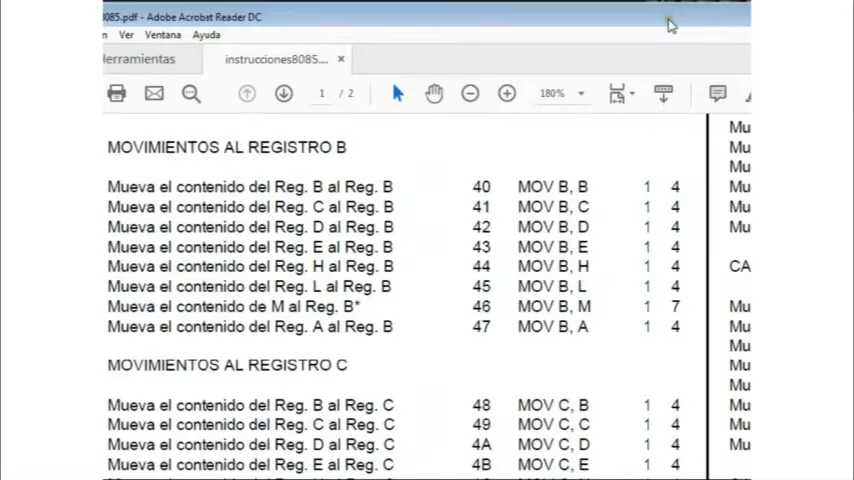 8085.pdf - Adobe Acrobat Reader DC
Ver Ventana Ayuda
Herramientas instrucciones8085.... ×
1 / 2 180%
MOVIMIENTOS AL REGISTRO B
Mueva el contenido del Reg. B al Reg. B 40 MOV B, B 1 4
Mueva el contenido del Reg. C al Reg. B 41 MOV B, C 1 4
Mueva el contenido del Reg. D al Reg. B 42 MOV B, D 1 4
Mueva el contenido del Reg. E al Reg. B 43 MOV B, E 1 4
Mueva el contenido del Reg. H al Reg. B 44 MOV B, H 1 4
Mueva el contenido del Reg. L al Reg. B 45 MOV B, L 1 4
Mueva el contenido de M al Reg. B* 46 MOV B, M 1 7
Mueva el contenido del Reg. A al Reg. B 47 MOV B, A 1 4
MOVIMIENTOS AL REGISTRO C
Mueva el contenido del Reg. B al Reg. C 48 MOV C, B 1 4
Mueva el contenido del Reg. C al Reg. C 49 MOV C, C 1 4
Mueva el contenido del Reg. D al Reg. C 4A MOV C, D 1 4
Mueva el contenido del Reg. E al Reg. C 4B MOV C, E 1 4
Mu
Mu
Mu
Mu
Mu
Mu
CA
Mu
Mu
Mu
Mu
Mu
Mu
Mu
Mu